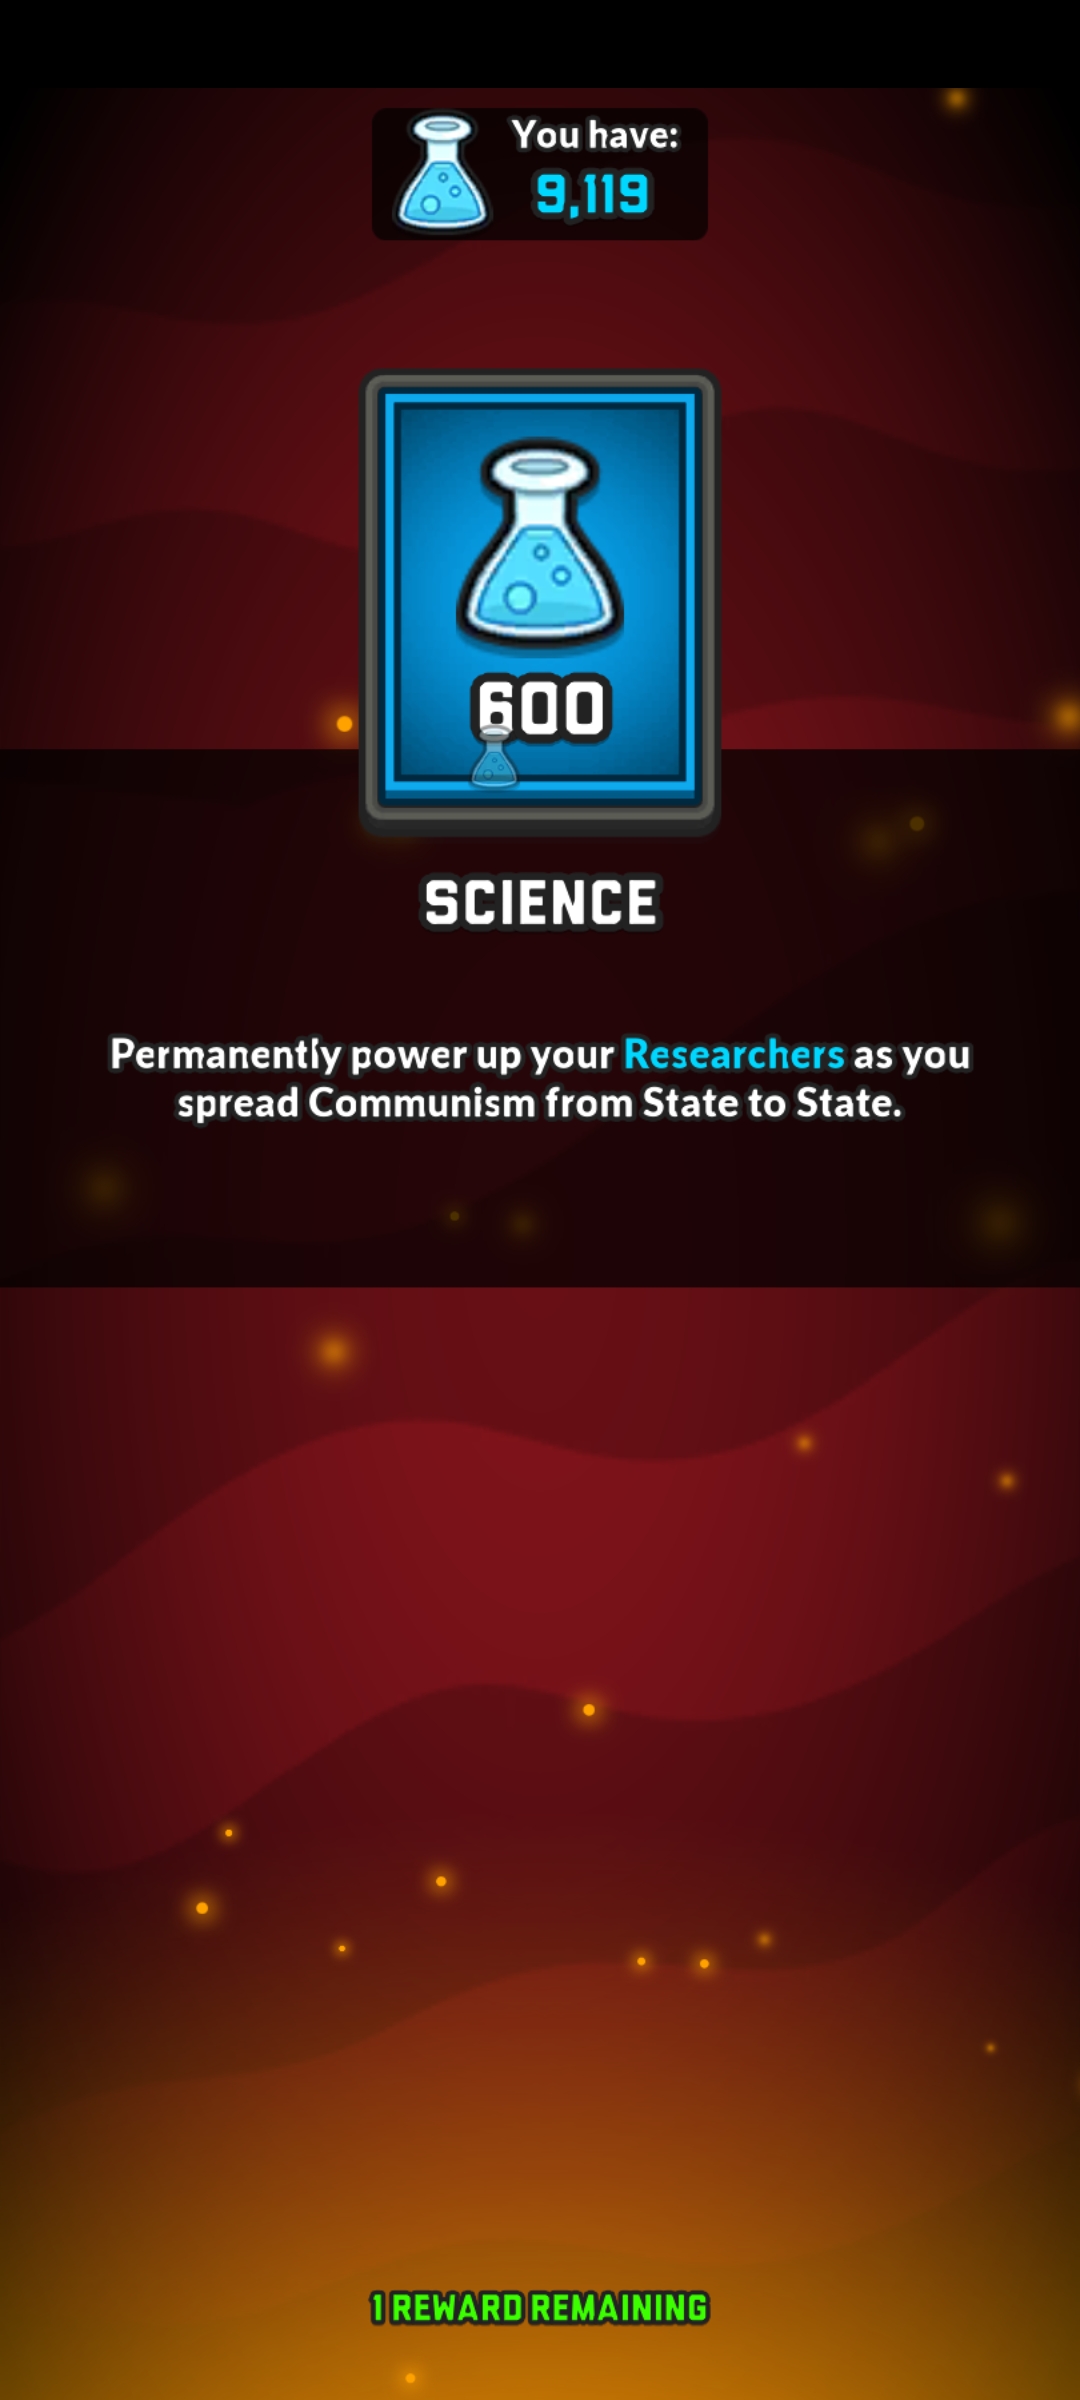 You have:
9,119
600
SCIENCE
Permanently power up your Researchers as you
spread Communism from State to State.
1 REWARD REMAINING